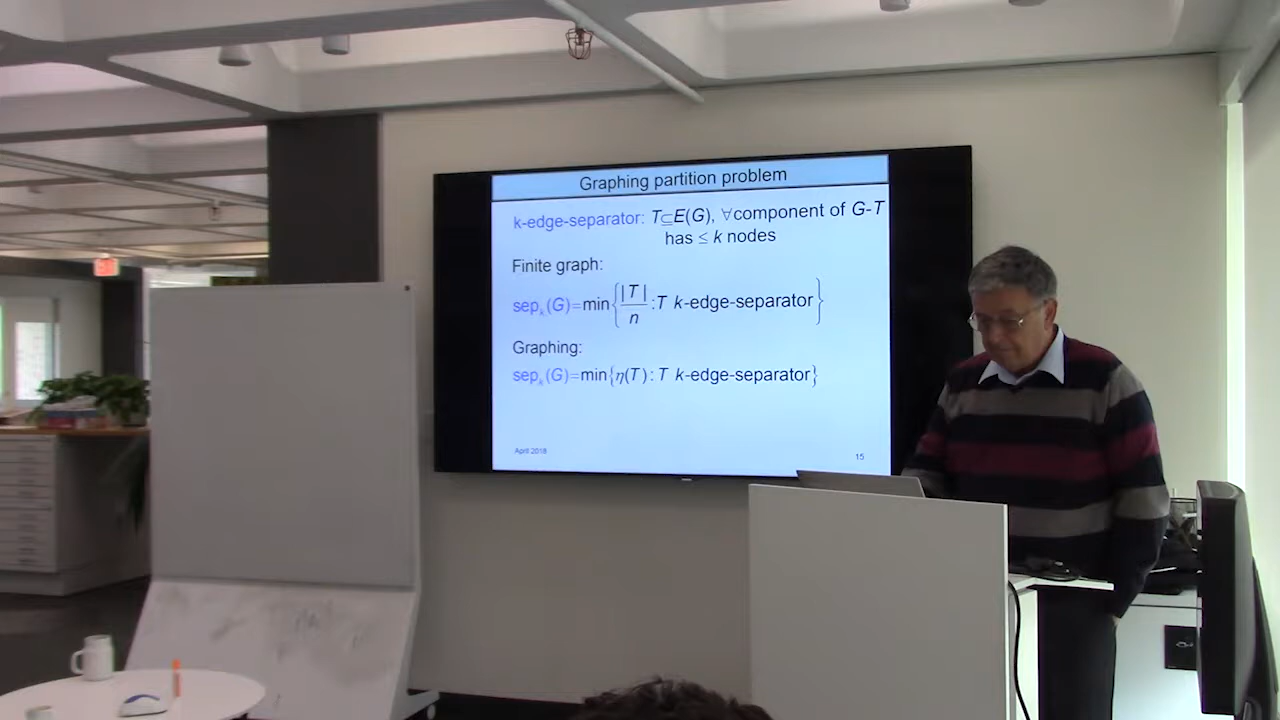 Graphing partition problem
k-edge-separator: T⊆E(G), ∀component of G-T
has ≤ k nodes
Finite graph:
sepₖ(G)=min{|T|/n : T k-edge-separator}
Graphing:
sepₖ(G)=min{η(T): T k-edge-separator}
April 2018
15